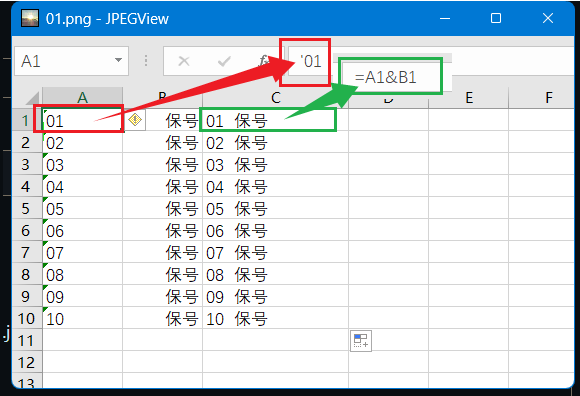 01.png - JPEGView
A1
'01
=A1&B1
A B C D E F
1 01 保号 01 保号
2 02 保号 02 保号
3 03 保号 03 保号
4 04 保号 04 保号
5 05 保号 05 保号
6 06 保号 06 保号
7 07 保号 07 保号
8 08 保号 08 保号
9 09 保号 09 保号
10 10 保号 10 保号
11
12
13